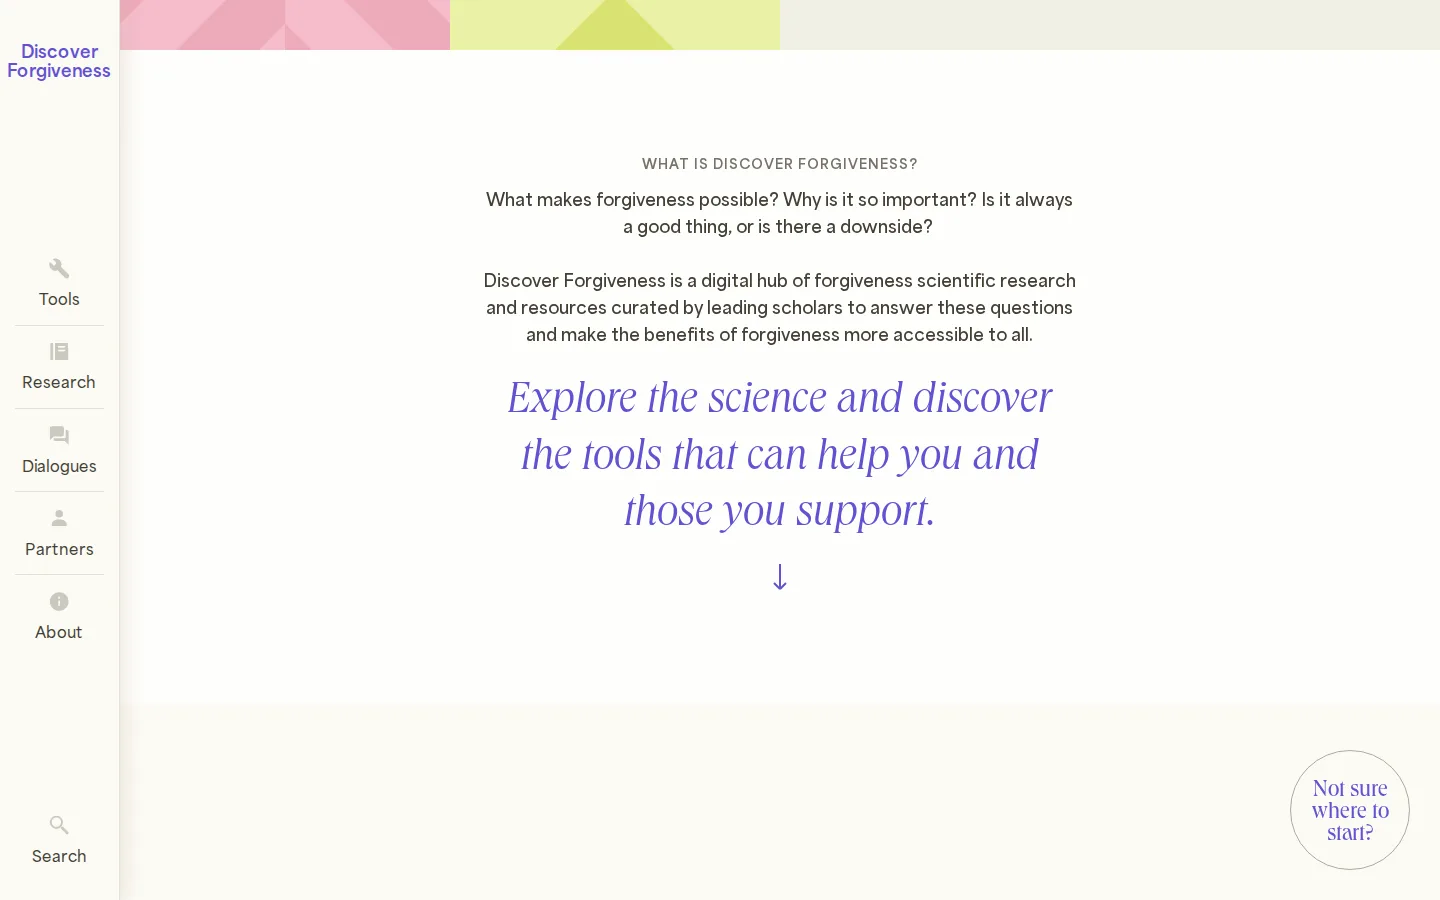 Discover
Forgiveness
Tools
Research
Dialogues
Partners
About
Search
WHAT IS DISCOVER FORGIVENESS?
What makes forgiveness possible? Why is it so important? Is it always
a good thing, or is there a downside?
Discover Forgiveness is a digital hub of forgiveness scientific research
and resources curated by leading scholars to answer these questions
and make the benefits of forgiveness more accessible to all.
Explore the science and discover
the tools that can help you and
those you support.
Not sure
where to
start?